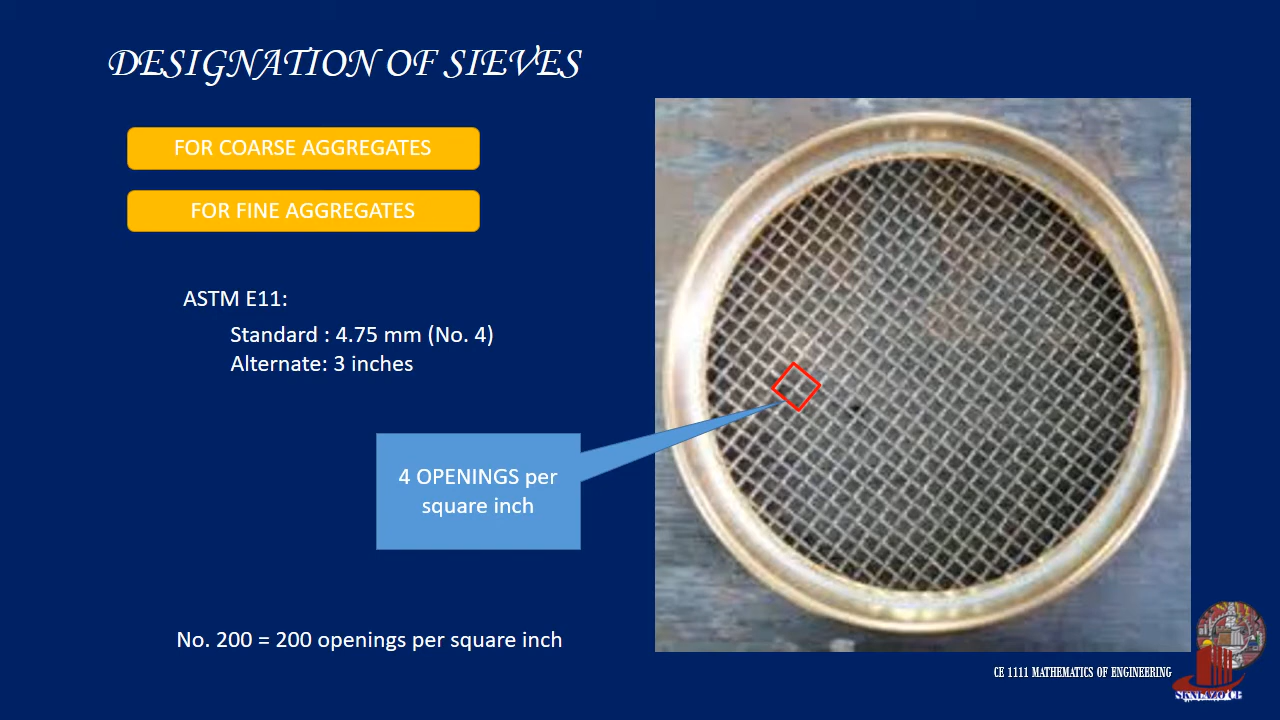 DESIGNATION OF SIEVES
FOR COARSE AGGREGATES
FOR FINE AGGREGATES
ASTM E11:
Standard : 4.75 mm (No. 4)
Alternate: 3 inches
4 OPENINGS per
square inch
No. 200 = 200 openings per square inch
CE 1111 MATHEMATICS OF ENGINEERING